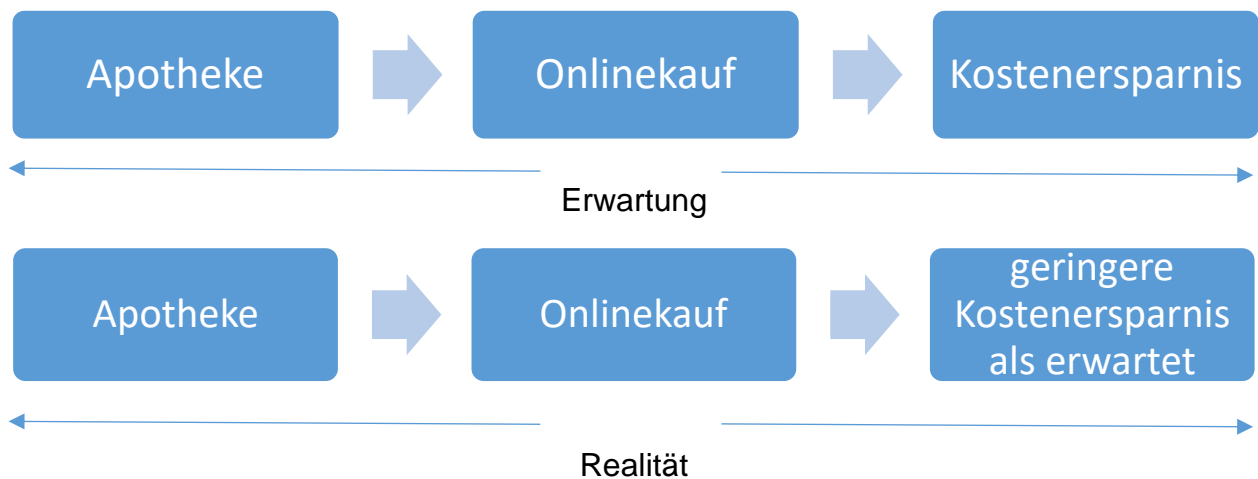 Apotheke
Onlinekauf
Kostenersparnis
Erwartung
Apotheke
Onlinekauf
geringere
Kostenersparnis
als erwartet
Realität